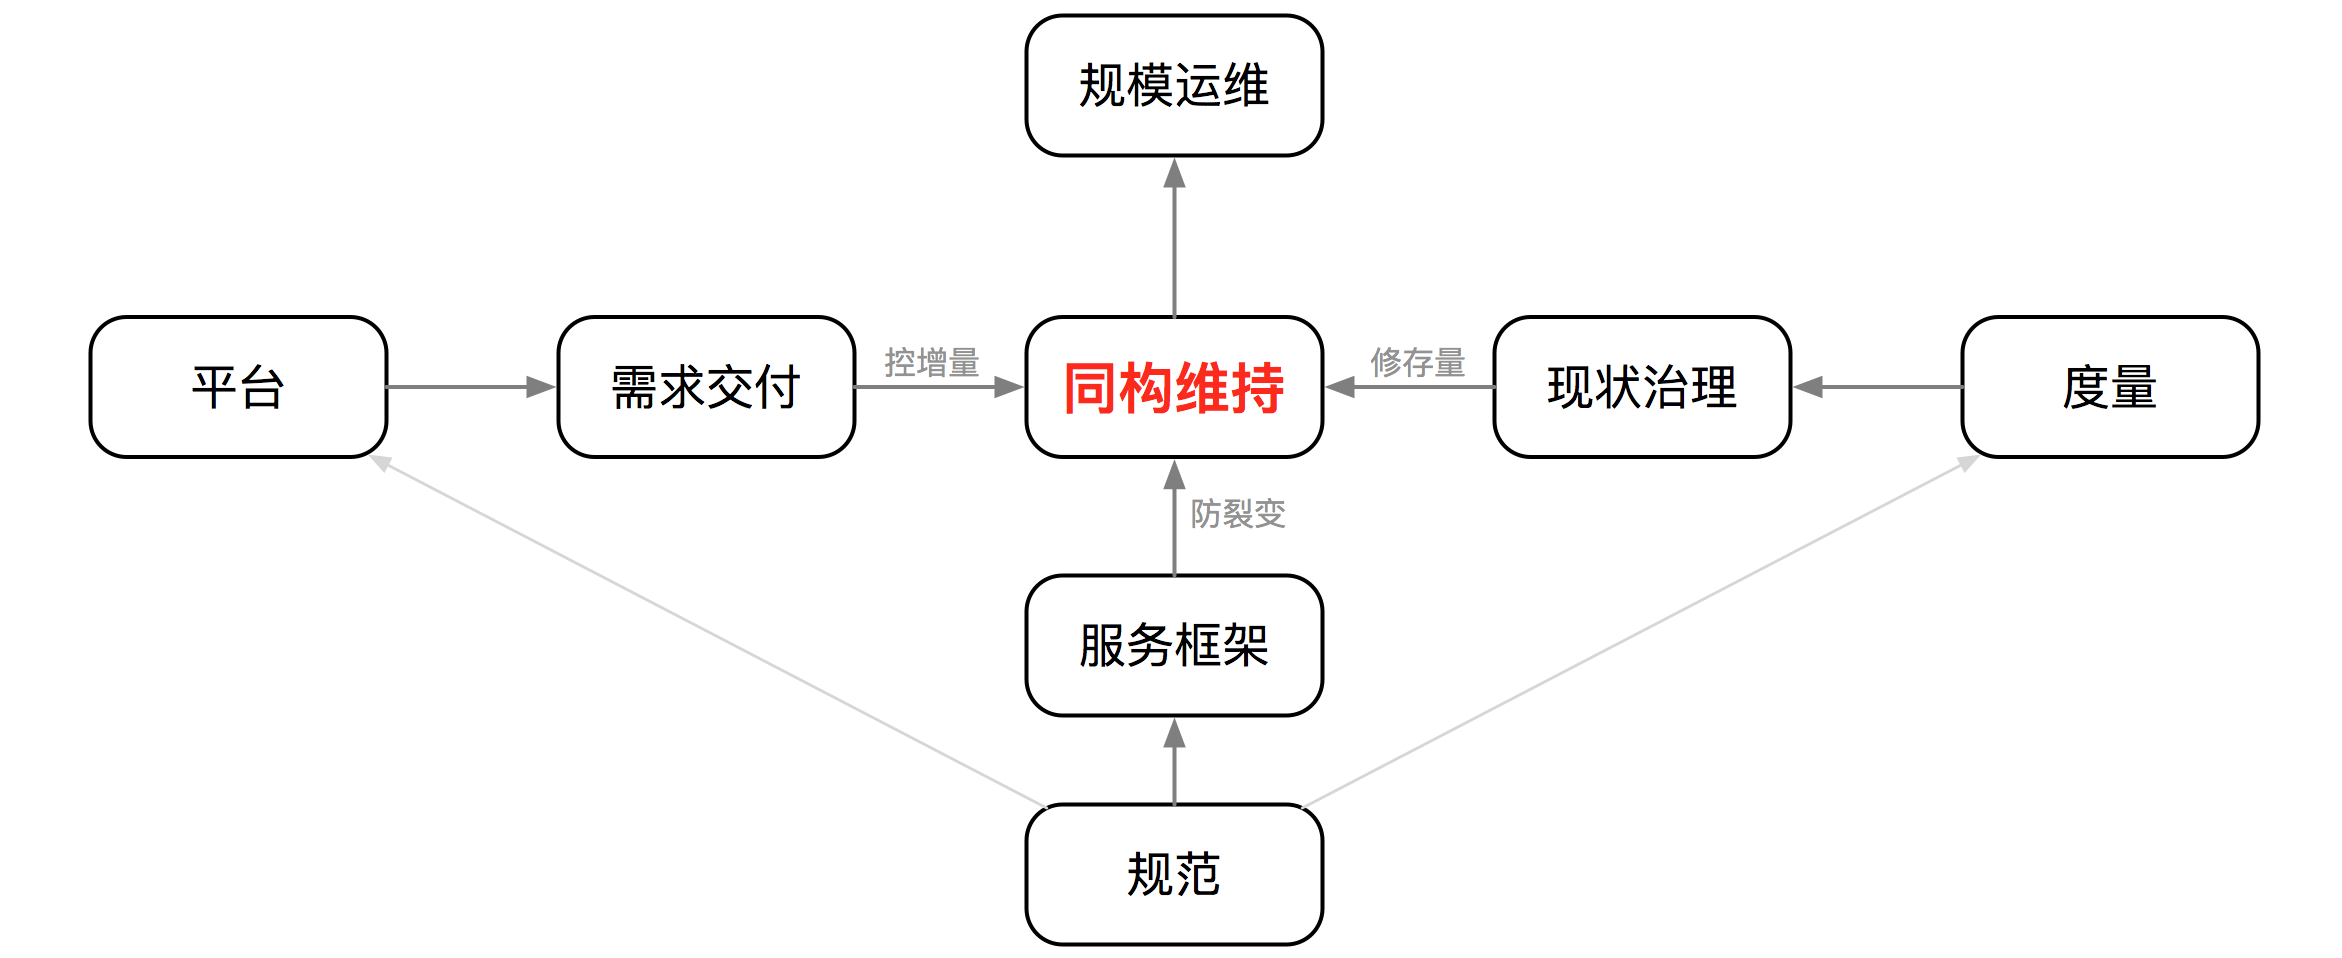 规模运维
平台
需求交付
控增量
同构维持
修存量
现状治理
度量
防裂变
服务框架
规范